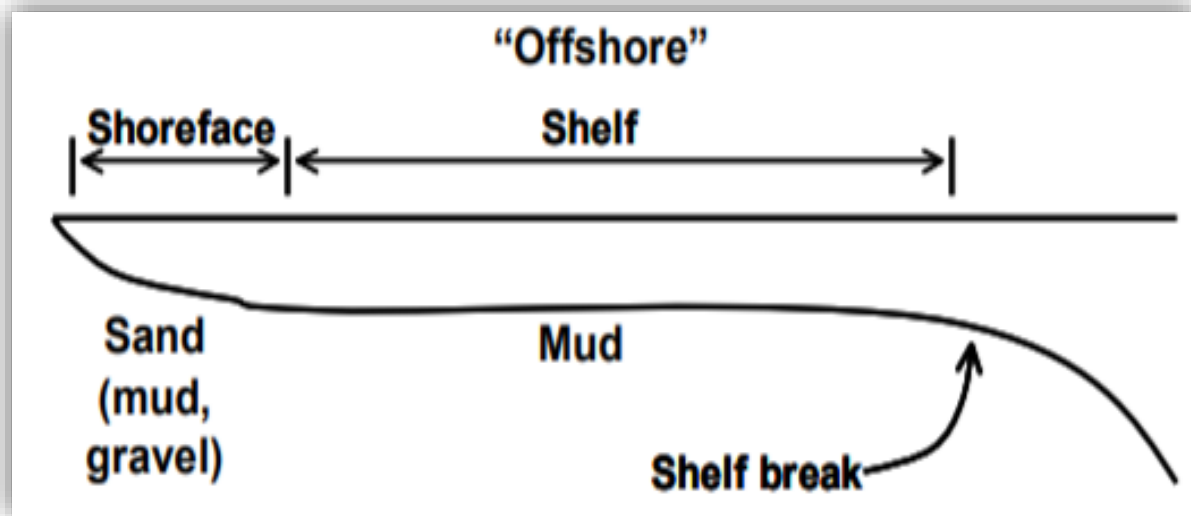 “Offshore”
Shoreface
Shelf
Sand
(mud,
gravel)
Mud
Shelf break